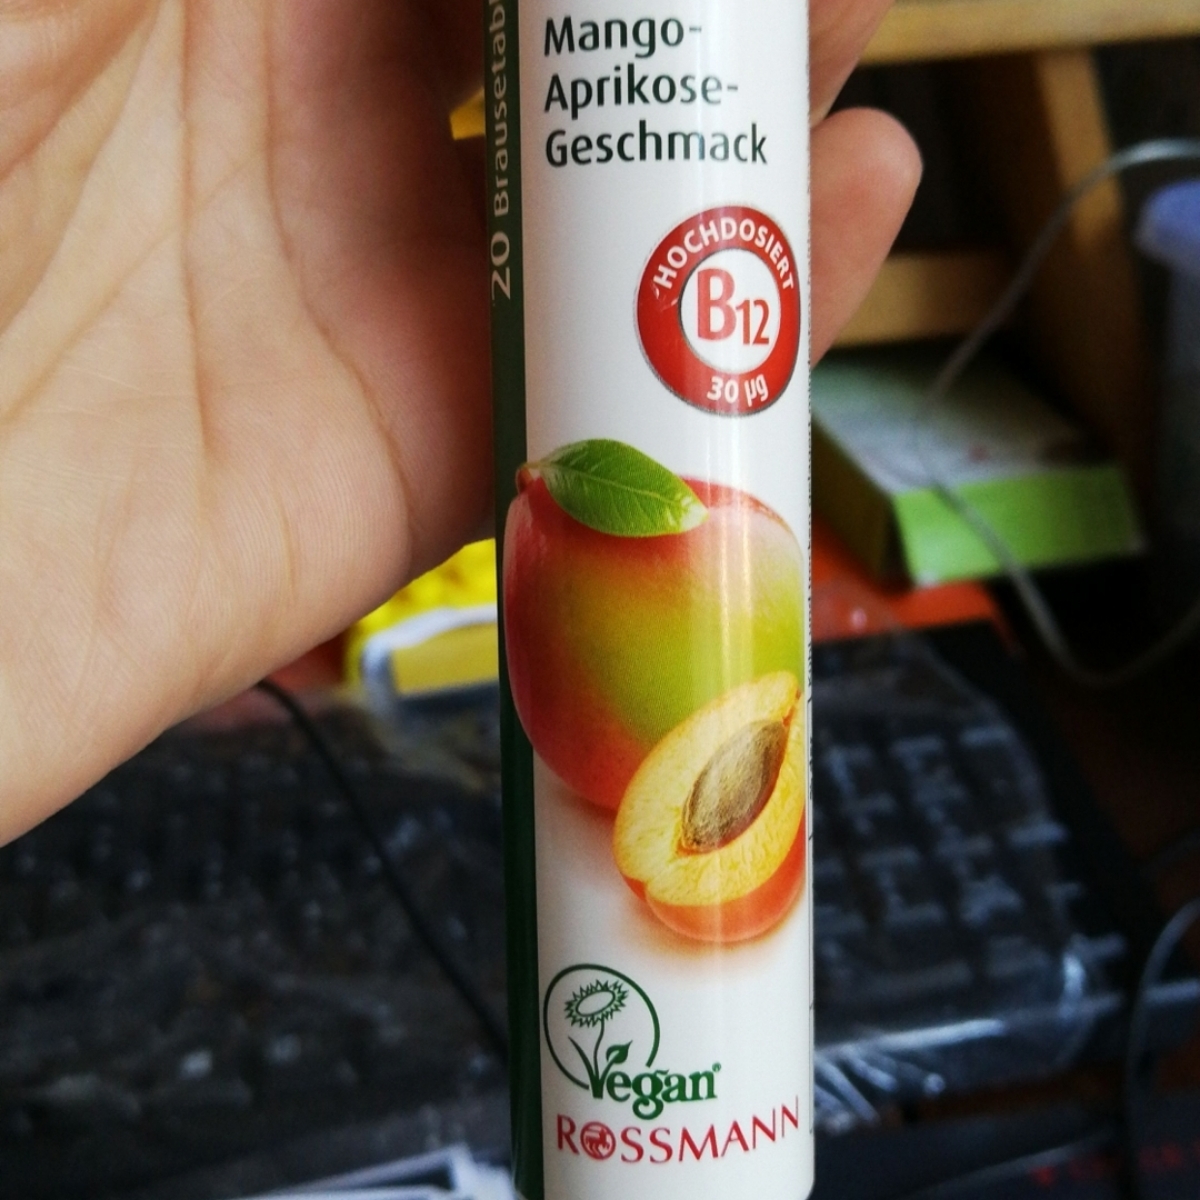 Mango-
Aprikose-
Geschmack
20 Brausetabl
HOCHDOSIERT
B12
30 µg
Vegan
ROSSMANN